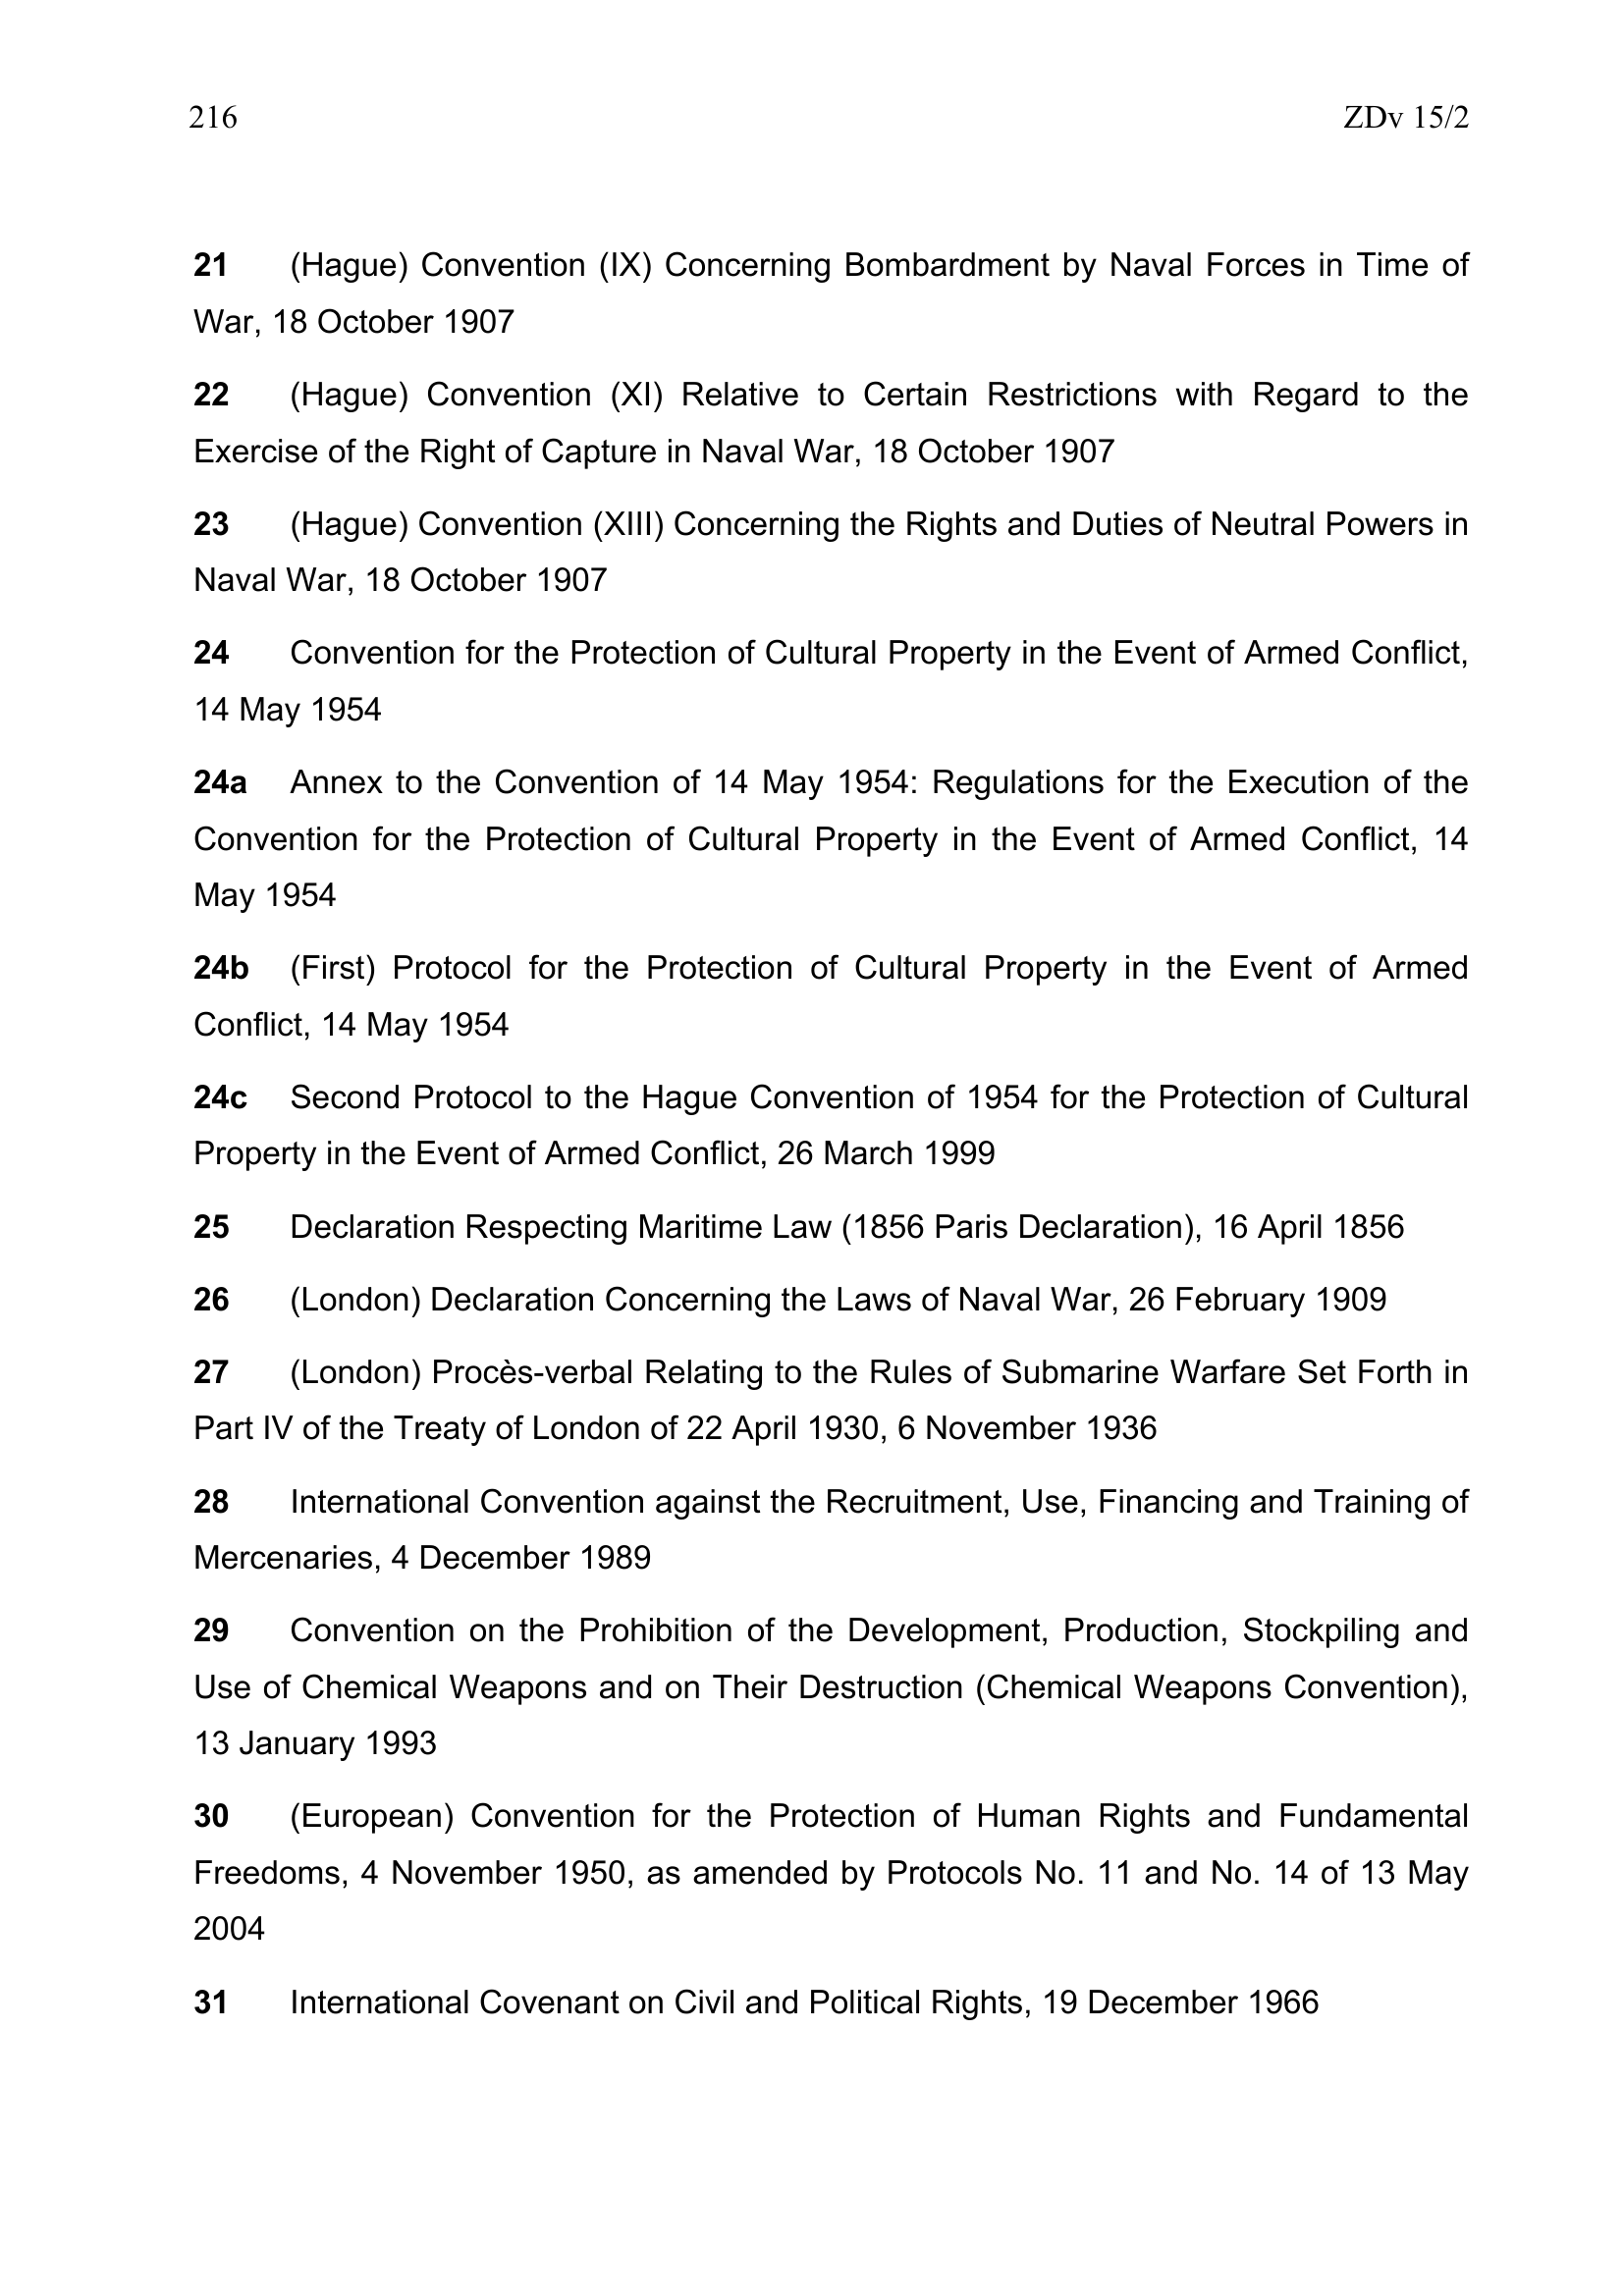 216 ZDv 15/2
21 (Hague) Convention (IX) Concerning Bombardment by Naval Forces in Time of
War, 18 October 1907
22 (Hague) Convention (XI) Relative to Certain Restrictions with Regard to the
Exercise of the Right of Capture in Naval War, 18 October 1907
23 (Hague) Convention (XIII) Concerning the Rights and Duties of Neutral Powers in
Naval War, 18 October 1907
24 Convention for the Protection of Cultural Property in the Event of Armed Conflict,
14 May 1954
24a Annex to the Convention of 14 May 1954: Regulations for the Execution of the
Convention for the Protection of Cultural Property in the Event of Armed Conflict, 14
May 1954
24b (First) Protocol for the Protection of Cultural Property in the Event of Armed
Conflict, 14 May 1954
24c Second Protocol to the Hague Convention of 1954 for the Protection of Cultural
Property in the Event of Armed Conflict, 26 March 1999
25 Declaration Respecting Maritime Law (1856 Paris Declaration), 16 April 1856
26 (London) Declaration Concerning the Laws of Naval War, 26 February 1909
27 (London) Procès-verbal Relating to the Rules of Submarine Warfare Set Forth in
Part IV of the Treaty of London of 22 April 1930, 6 November 1936
28 International Convention against the Recruitment, Use, Financing and Training of
Mercenaries, 4 December 1989
29 Convention on the Prohibition of the Development, Production, Stockpiling and
Use of Chemical Weapons and on Their Destruction (Chemical Weapons Convention),
13 January 1993
30 (European) Convention for the Protection of Human Rights and Fundamental
Freedoms, 4 November 1950, as amended by Protocols No. 11 and No. 14 of 13 May
2004
31 International Covenant on Civil and Political Rights, 19 December 1966